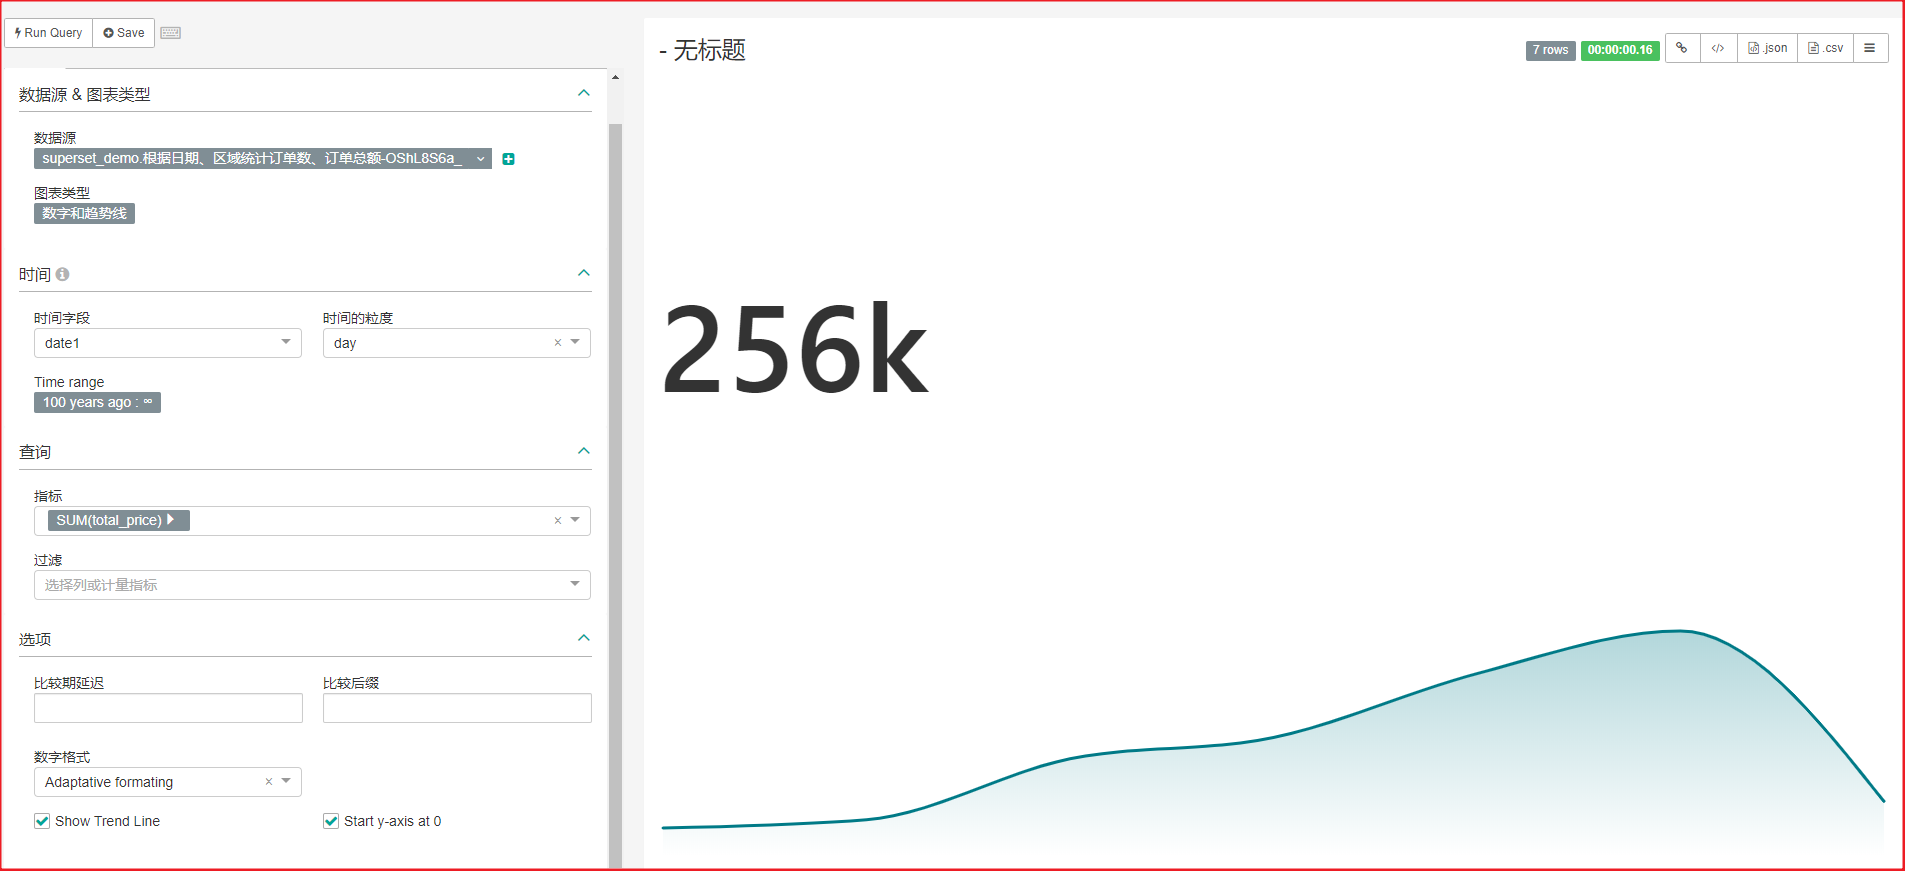 Run Query
Save
- 无标题
7 rows
00:00:00.16
.json
.csv
数据源 & 图表类型
数据源
superset_demo.根据日期、区域统计订单数、订单总额-OShL8S6a_
图表类型
数字和趋势线
时间
时间字段
时间的粒度
date1
day
Time range
100 years ago : ∞
查询
指标
SUM(total_price)
过滤
选择列或计量指标
选项
比较期延迟
比较后缀
数字格式
Adaptative formating
Show Trend Line
Start y-axis at 0
256k